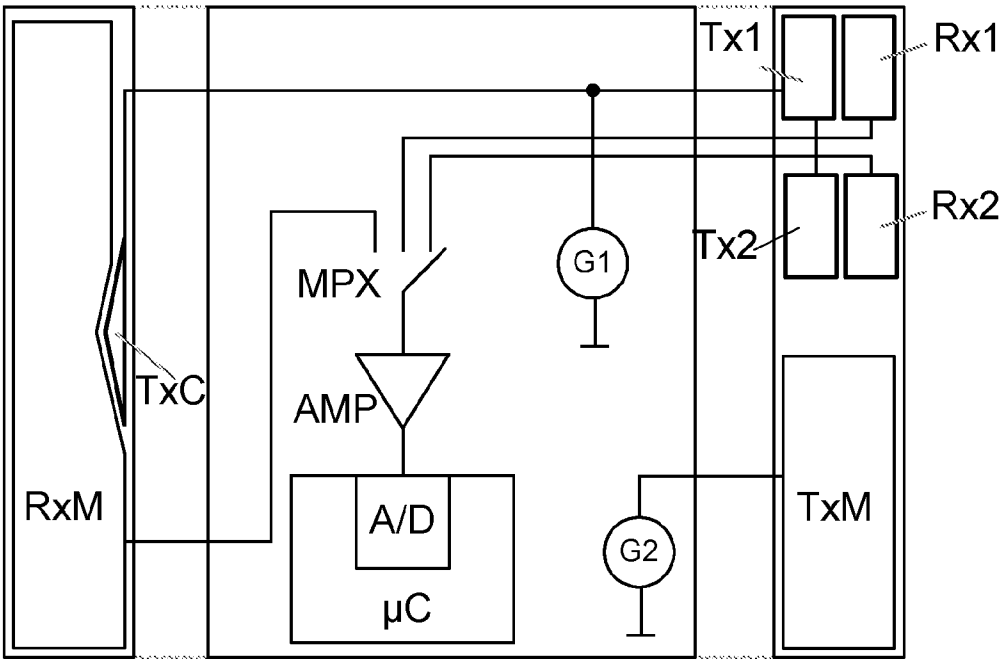 Tx1
Rx1
Rx2
Tx2
G1
MPX
TxC
AMP
RxM
A/D
TxM
G2
µC